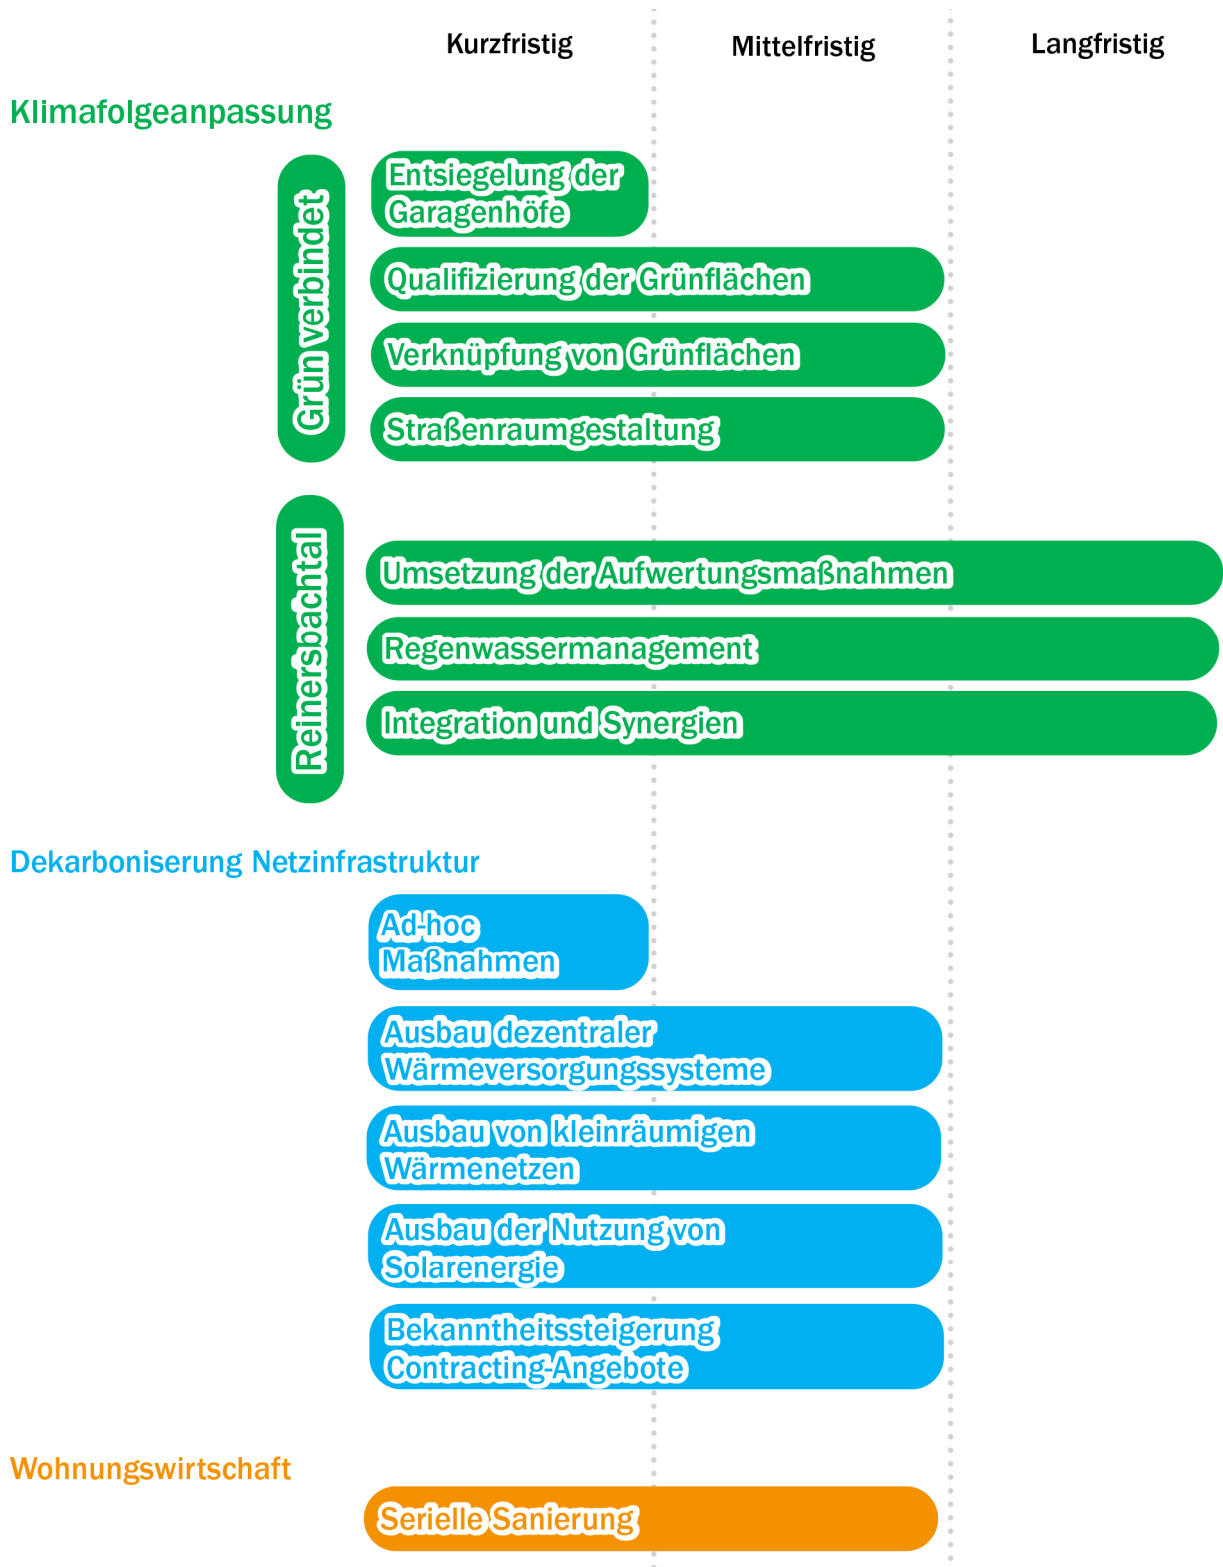 Kurzfristig
Mittelfristig
Langfristig
Klimafolgeanpassung
Grün verbindet
Entsiegelung der
Garagenhöfe
Qualifizierung der Grünflächen
Verknüpfung von Grünflächen
Straßenraumgestaltung
Reinersbachtal
Umsetzung der Aufwertungsmaßnahmen
Regenwassermanagement
Integration und Synergien
Dekarboniserung Netzinfrastruktur
Ad-hoc
Maßnahmen
Ausbau dezentraler
Wärmeversorgungssysteme
Ausbau von kleinräumigen
Wärmenetzen
Ausbau der Nutzung von
Solarenergie
Bekanntheitssteigerung
Contracting-Angebote
Wohnungswirtschaft
Serielle Sanierung